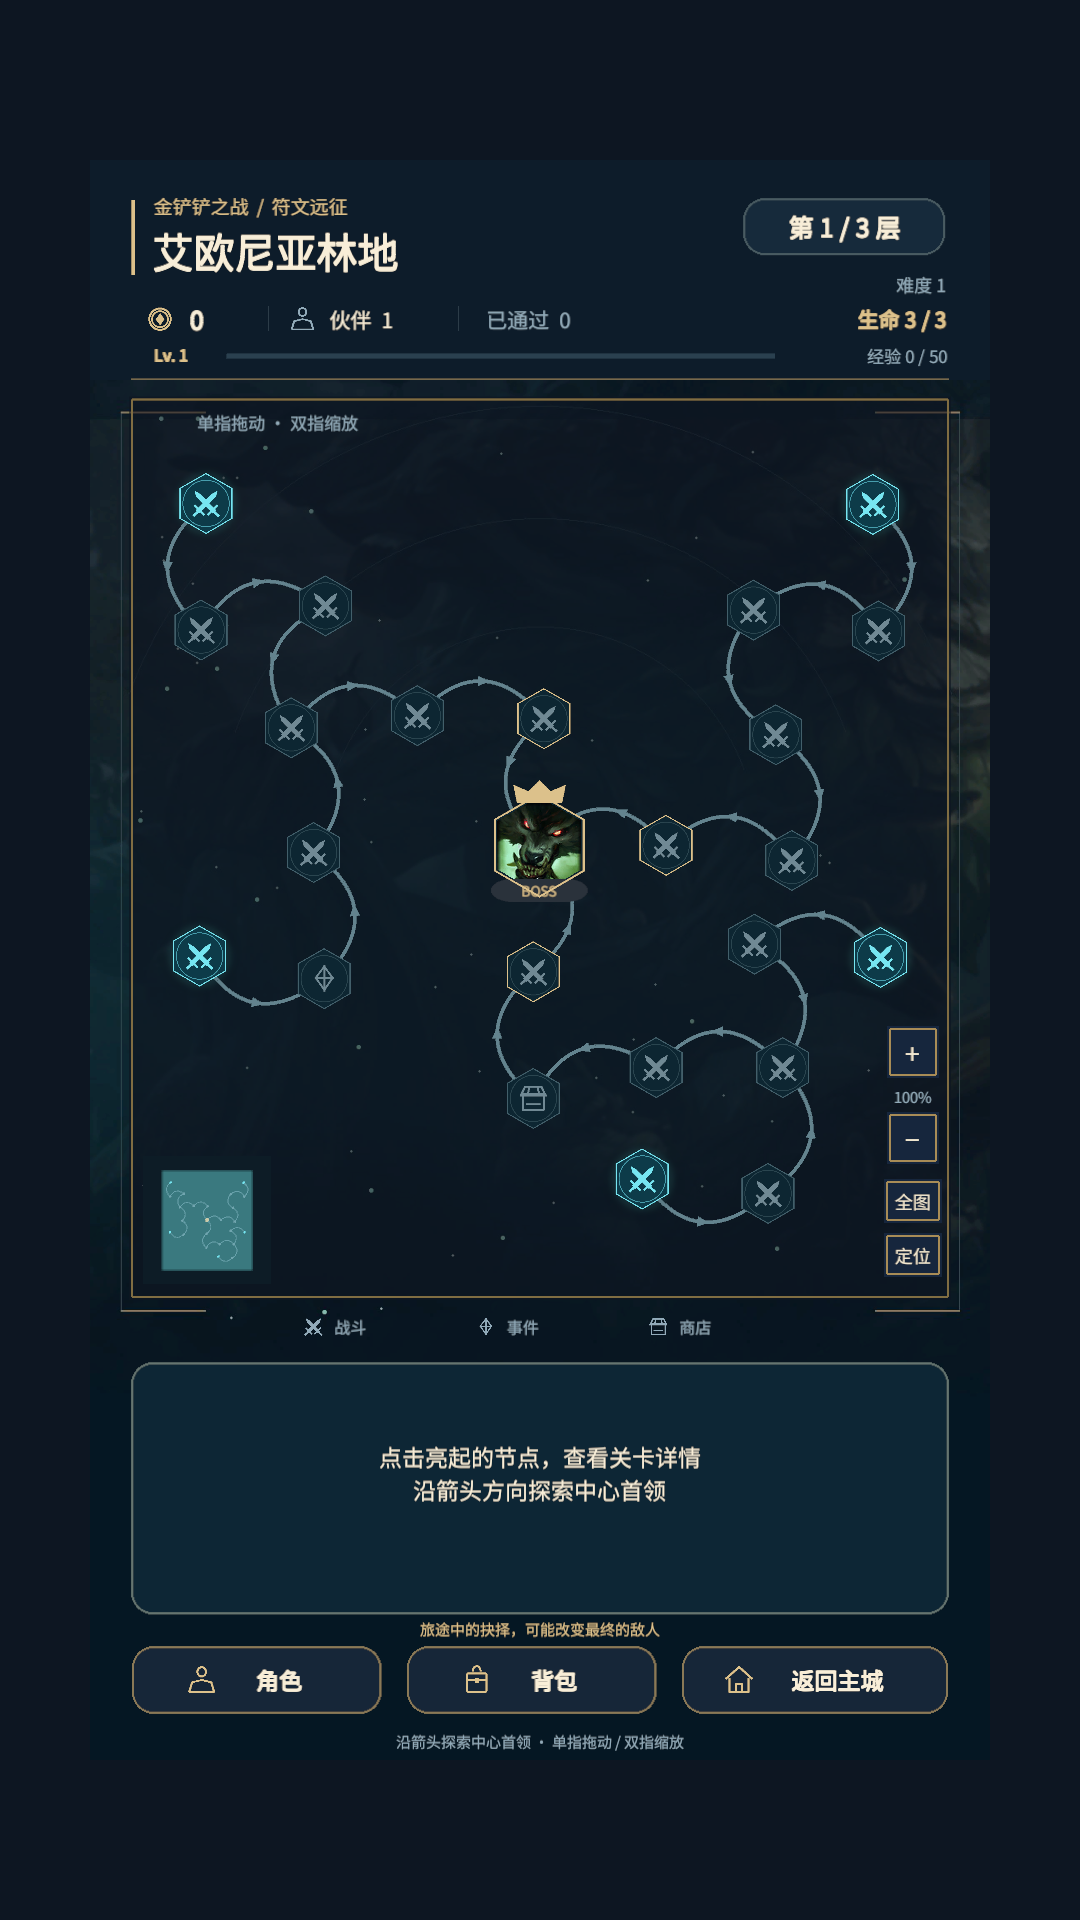 金铲铲之战 / 符文远征
艾欧尼亚林地
第 1 / 3 层
难度 1
0
伙伴 1
已通过 0
生命 3 / 3
Lv. 1
经验 0 / 50
单指拖动 · 双指缩放
BOSS
+
100%
−
全图
定位
战斗
事件
商店
点击亮起的节点，查看关卡详情
沿箭头方向探索中心首领
旅途中的抉择，可能改变最终的敌人
角色
背包
返回主城
沿箭头探索中心首领 · 单指拖动 / 双指缩放